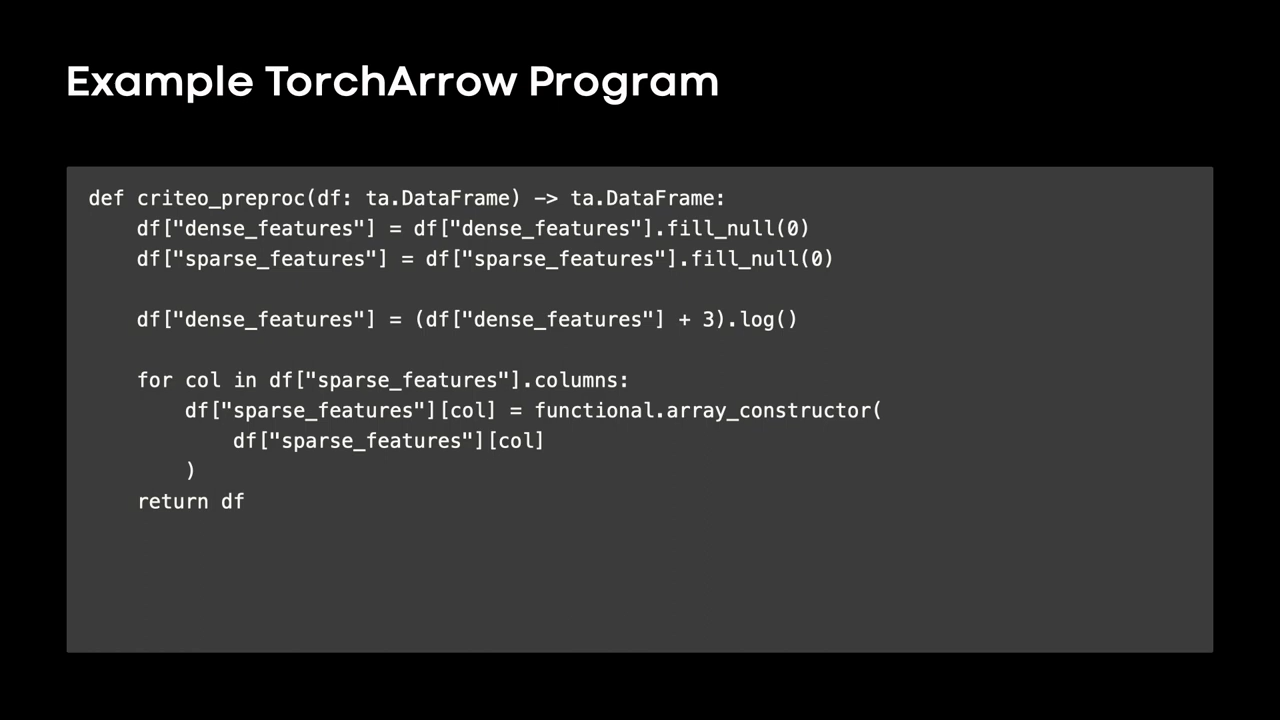 Example TorchArrow Program
def criteo_preproc(df: ta.DataFrame) -> ta.DataFrame:
    df["dense_features"] = df["dense_features"].fill_null(0)
    df["sparse_features"] = df["sparse_features"].fill_null(0)

    df["dense_features"] = (df["dense_features"] + 3).log()

    for col in df["sparse_features"].columns:
        df["sparse_features"][col] = functional.array_constructor(
            df["sparse_features"][col]
        )
    return df